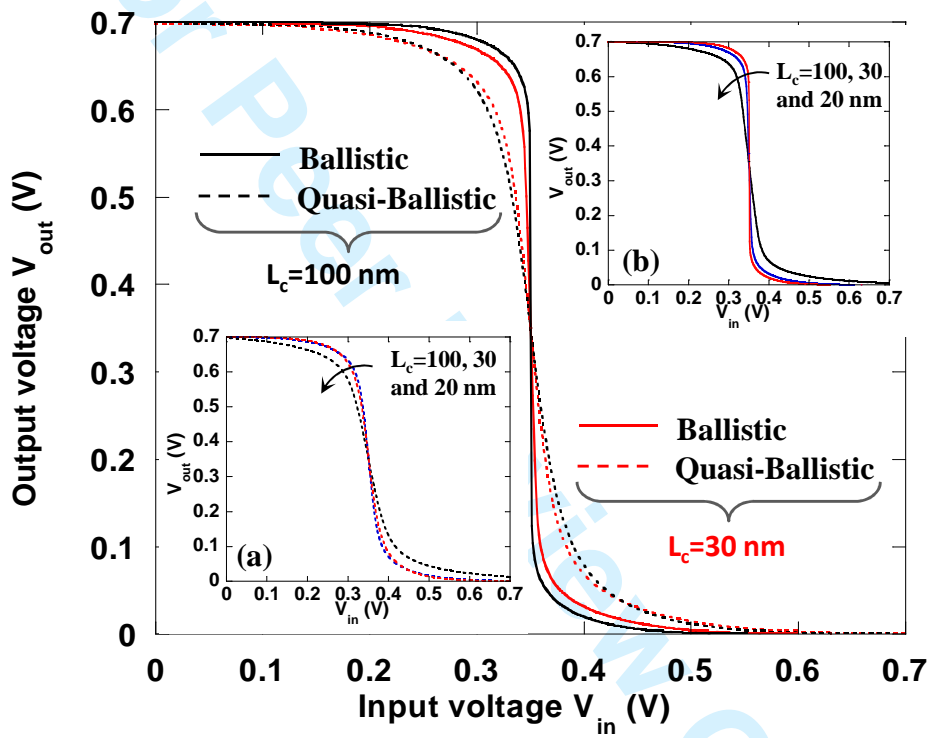 0.7
0.6
0.5
0.4
0.3
0.2
0.1
0
Output voltage V_out (V)
0 0.1 0.2 0.3 0.4 0.5 0.6 0.7
Input voltage V_in (V)
Ballistic
Quasi-Ballistic
L_c=100 nm
Ballistic
Quasi-Ballistic
L_c=30 nm
0.7
0.6
0.5
0.4
0.3
0.2
0.1
0
V_out (V)
L_c=100, 30
and 20 nm
(b)
0 0.1 0.2 0.3 0.4 0.5 0.6 0.7
V_in (V)
0.7
0.6
0.5
0.4
0.3
0.2
0.1
0
V_out (V)
L_c=100, 30
and 20 nm
(a)
0 0.1 0.2 0.3 0.4 0.5 0.6 0.7
V_in (V)